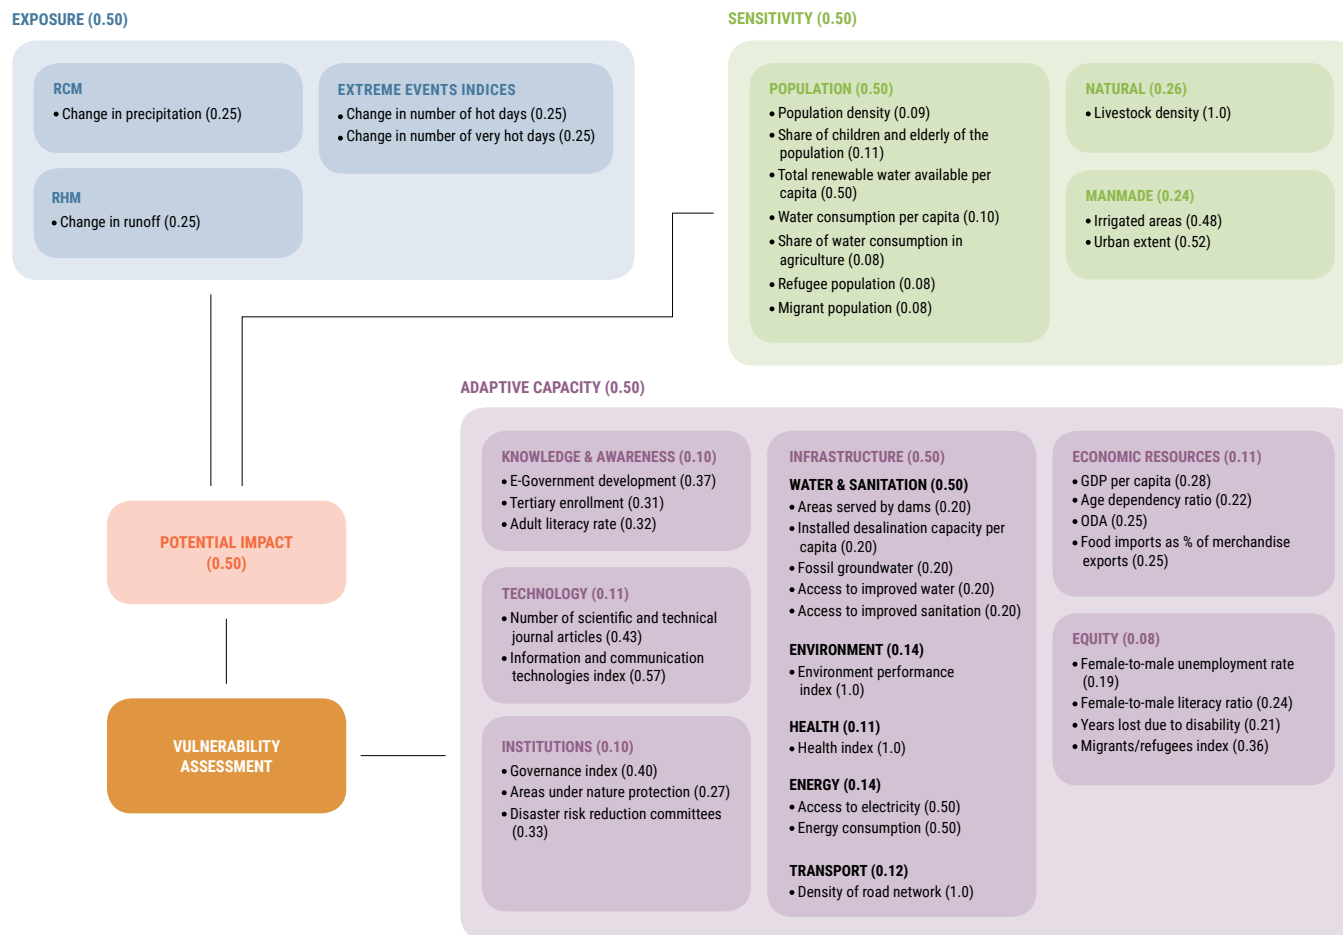 EXPOSURE (0.50)
RCM
• Change in precipitation (0.25)
EXTREME EVENTS INDICES
• Change in number of hot days (0.25)
• Change in number of very hot days (0.25)
RHM
• Change in runoff (0.25)
SENSITIVITY (0.50)
POPULATION (0.50)
• Population density (0.09)
• Share of children and elderly of the
population (0.11)
• Total renewable water available per
capita (0.50)
• Water consumption per capita (0.10)
• Share of water consumption in
agriculture (0.08)
• Refugee population (0.08)
• Migrant population (0.08)
NATURAL (0.26)
• Livestock density (1.0)
MANMADE (0.24)
• Irrigated areas (0.48)
• Urban extent (0.52)
POTENTIAL IMPACT
(0.50)
VULNERABILITY
ASSESSMENT
ADAPTIVE CAPACITY (0.50)
KNOWLEDGE & AWARENESS (0.10)
• E-Government development (0.37)
• Tertiary enrollment (0.31)
• Adult literacy rate (0.32)
TECHNOLOGY (0.11)
• Number of scientific and technical
journal articles (0.43)
• Information and communication
technologies index (0.57)
INSTITUTIONS (0.10)
• Governance index (0.40)
• Areas under nature protection (0.27)
• Disaster risk reduction committees
(0.33)
INFRASTRUCTURE (0.50)
WATER & SANITATION (0.50)
• Areas served by dams (0.20)
• Installed desalination capacity per
capita (0.20)
• Fossil groundwater (0.20)
• Access to improved water (0.20)
• Access to improved sanitation (0.20)
ENVIRONMENT (0.14)
• Environment performance
index (1.0)
HEALTH (0.11)
• Health index (1.0)
ENERGY (0.14)
• Access to electricity (0.50)
• Energy consumption (0.50)
TRANSPORT (0.12)
• Density of road network (1.0)
ECONOMIC RESOURCES (0.11)
• GDP per capita (0.28)
• Age dependency ratio (0.22)
• ODA (0.25)
• Food imports as % of merchandise
exports (0.25)
EQUITY (0.08)
• Female-to-male unemployment rate
(0.19)
• Female-to-male literacy ratio (0.24)
• Years lost due to disability (0.21)
• Migrants/refugees index (0.36)